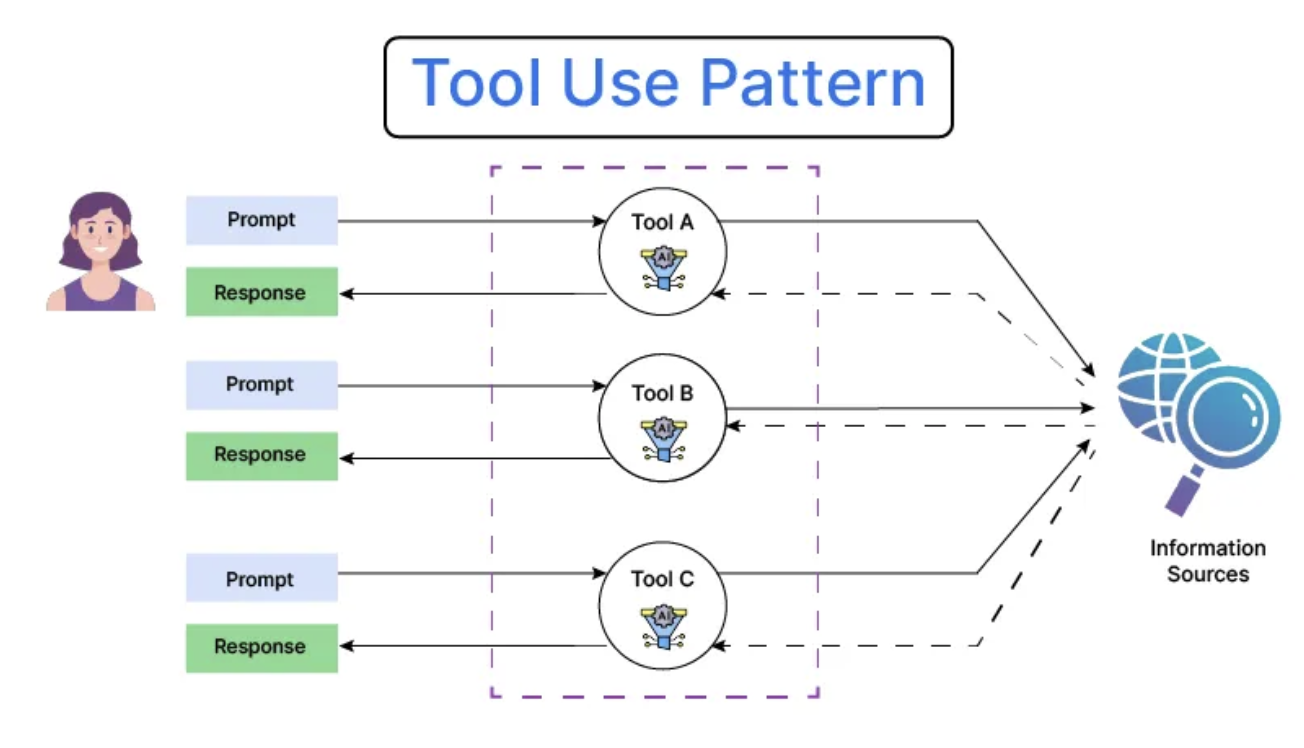 Tool Use Pattern
Prompt
Tool A
AI
Response
Prompt
Tool B
AI
Response
Prompt
Tool C
AI
Response
Information
Sources